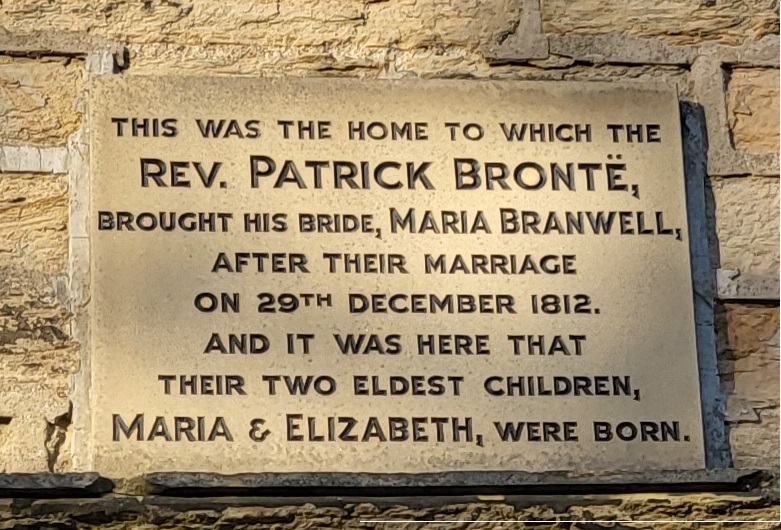 THIS WAS THE HOME TO WHICH THE
REV. PATRICK BRONTË,
BROUGHT HIS BRIDE, MARIA BRANWELL,
AFTER THEIR MARRIAGE
ON 29TH DECEMBER 1812.
AND IT WAS HERE THAT
THEIR TWO ELDEST CHILDREN,
MARIA & ELIZABETH, WERE BORN.